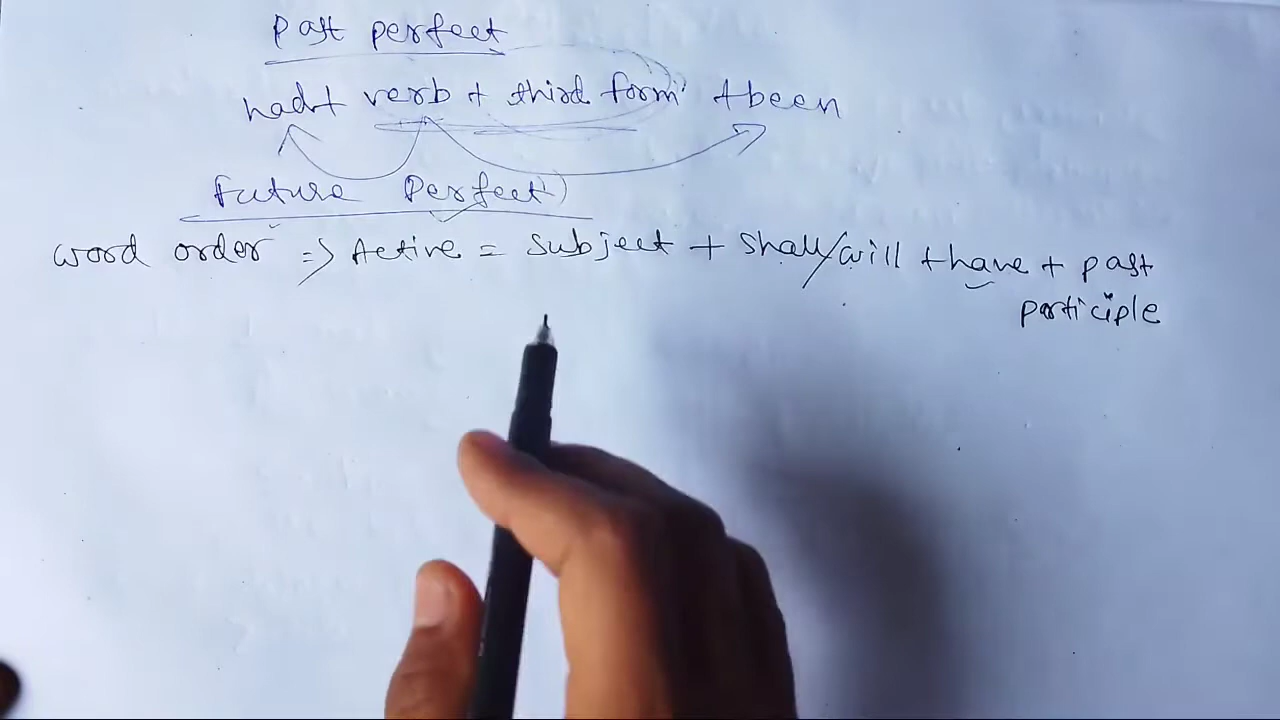 past perfect
had+ verb + third form +been
Future Perfect
word order => Active = subject + shall/will + have + past
participle